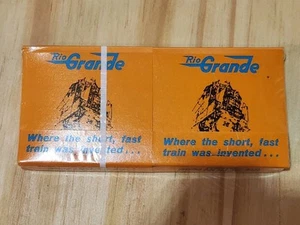 Rio
Grande
Where the short, fast
train was invented...
Rio
Grande
Where the short, fast
train was invented...